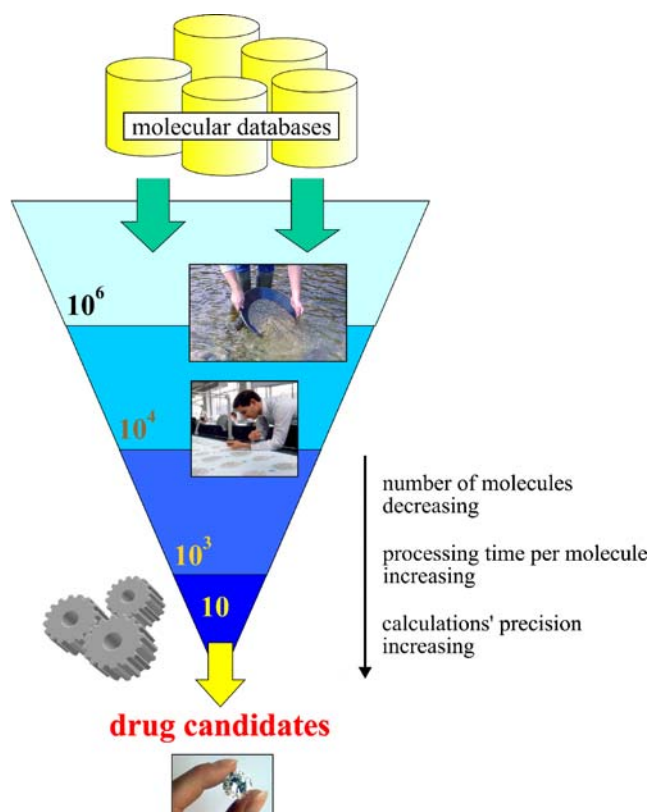 molecular databases
10⁶
10⁴
10³
10
number of molecules
decreasing
processing time per molecule
increasing
calculations' precision
increasing
drug candidates